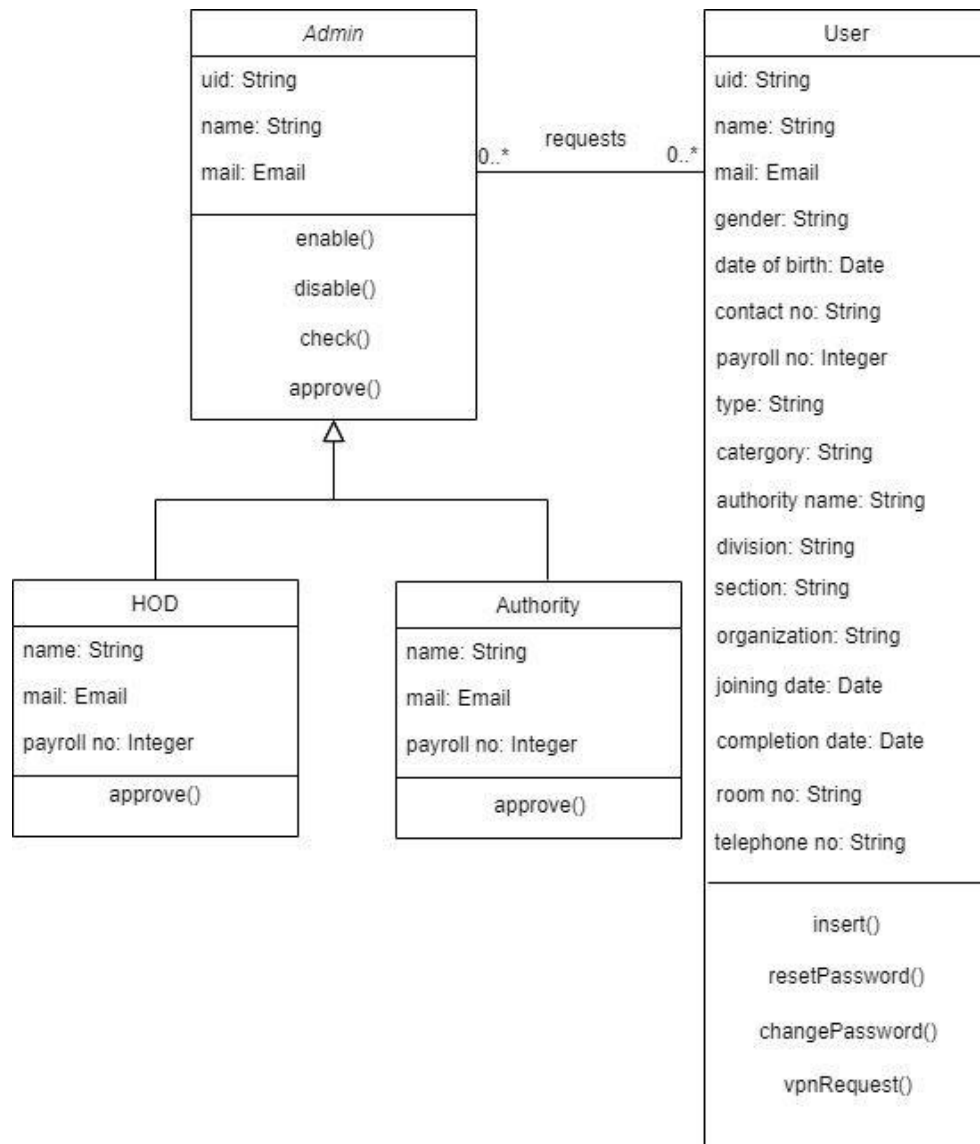 Admin
uid: String
name: String
mail: Email
enable()
disable()
check()
approve()
0..*
requests
0..*
User
uid: String
name: String
mail: Email
gender: String
date of birth: Date
contact no: String
payroll no: Integer
type: String
catergory: String
authority name: String
division: String
section: String
organization: String
joining date: Date
completion date: Date
room no: String
telephone no: String
insert()
resetPassword()
changePassword()
vpnRequest()
HOD
name: String
mail: Email
payroll no: Integer
approve()
Authority
name: String
mail: Email
payroll no: Integer
approve()